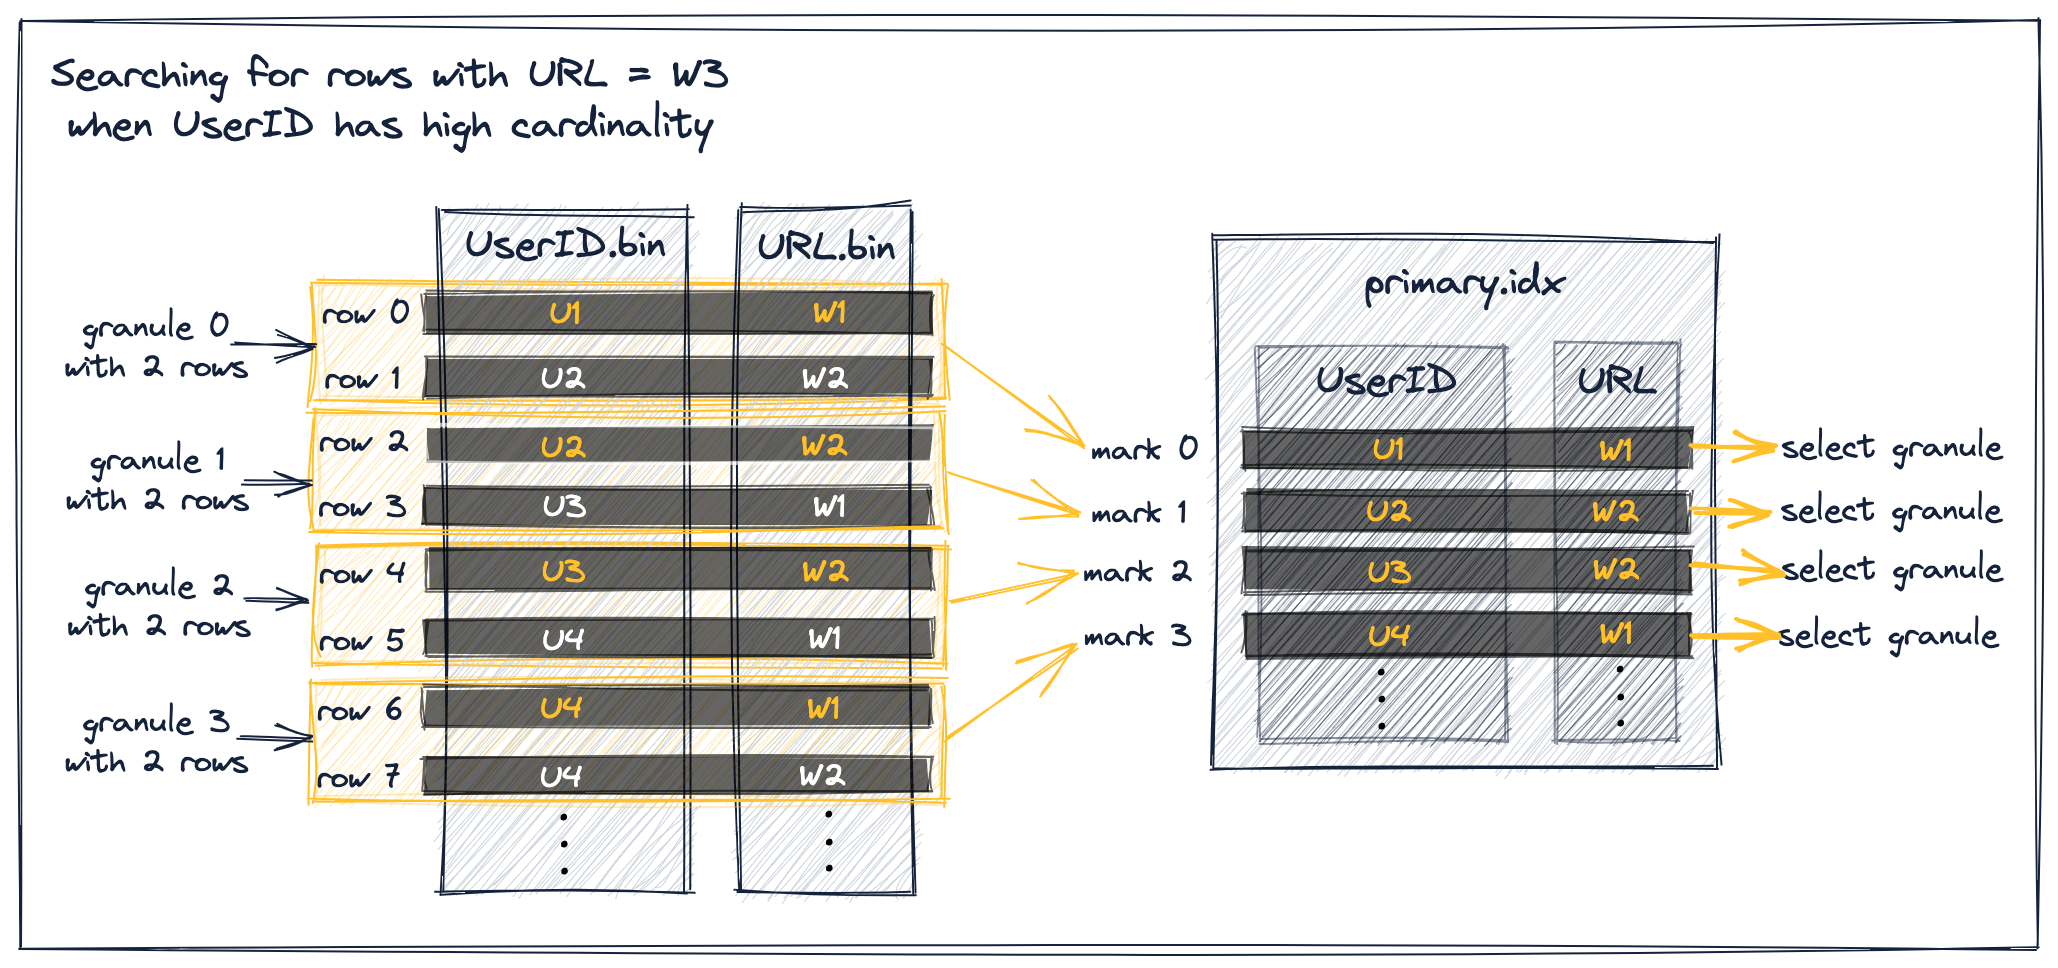 Searching for rows with URL = W3
when UserID has high cardinality
UserID.bin
URL.bin
granule 0
with 2 rows
row 0 U1 W1
row 1 U2 W2
granule 1
with 2 rows
row 2 U2 W2
row 3 U3 W1
granule 2
with 2 rows
row 4 U3 W2
row 5 U4 W1
granule 3
with 2 rows
row 6 U4 W1
row 7 U4 W2
primary.idx
UserID
URL
mark 0 U1 W1 select granule
mark 1 U2 W2 select granule
mark 2 U3 W2 select granule
mark 3 U4 W1 select granule